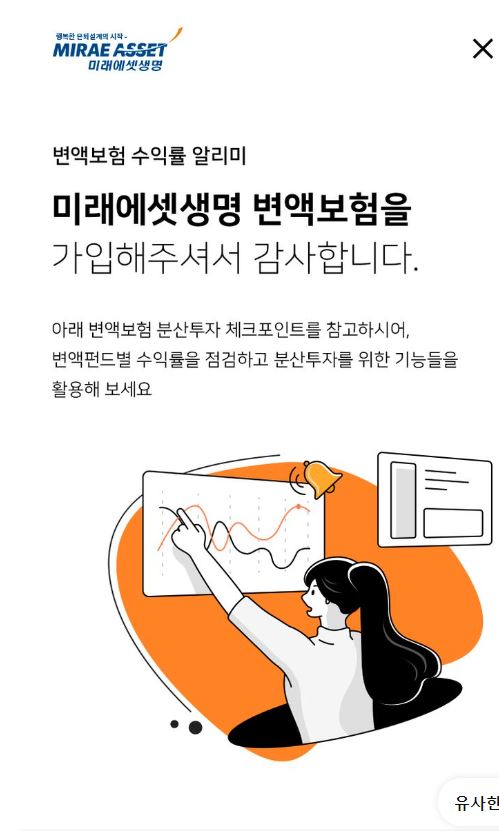 행복한 은퇴설계의 시작 -
MIRAE ASSET
미래에셋생명
변액보험 수익률 알리미
미래에셋생명 변액보험을
가입해주셔서 감사합니다.
아래 변액보험 분산투자 체크포인트를 참고하시어,
변액펀드별 수익률을 점검하고 분산투자를 위한 기능들을
활용해 보세요
유사한